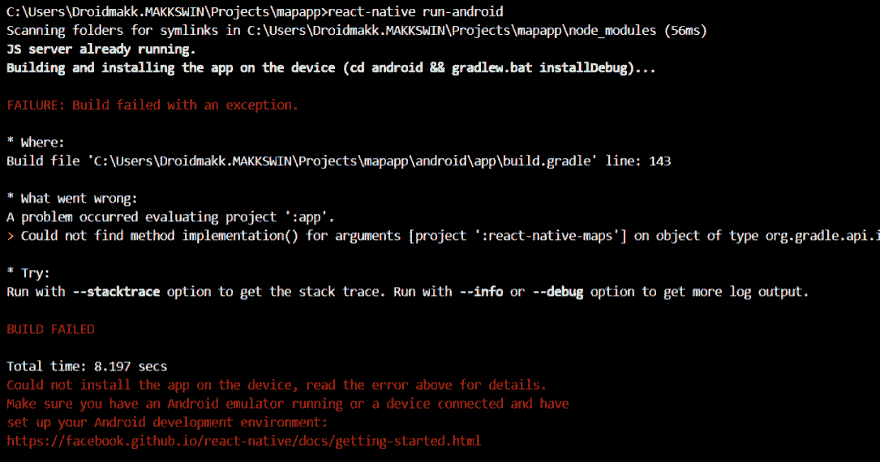 C:\Users\Droidmakk.MAKKSWIN\Projects\mapapp>react-native run-android
Scanning folders for symlinks in C:\Users\Droidmakk.MAKKSWIN\Projects\mapapp\node_modules (56ms)
JS server already running.
Building and installing the app on the device (cd android && gradlew.bat installDebug)...
FAILURE: Build failed with an exception.
* Where:
Build file 'C:\Users\Droidmakk.MAKKSWIN\Projects\mapapp\android\app\build.gradle' line: 143
* What went wrong:
A problem occurred evaluating project ':app'.
> Could not find method implementation() for arguments [project ':react-native-maps'] on object of type org.gradle.api.i
* Try:
Run with --stacktrace option to get the stack trace. Run with --info or --debug option to get more log output.
BUILD FAILED
Total time: 8.197 secs
Could not install the app on the device, read the error above for details.
Make sure you have an Android emulator running or a device connected and have
set up your Android development environment:
https://facebook.github.io/react-native/docs/getting-started.html